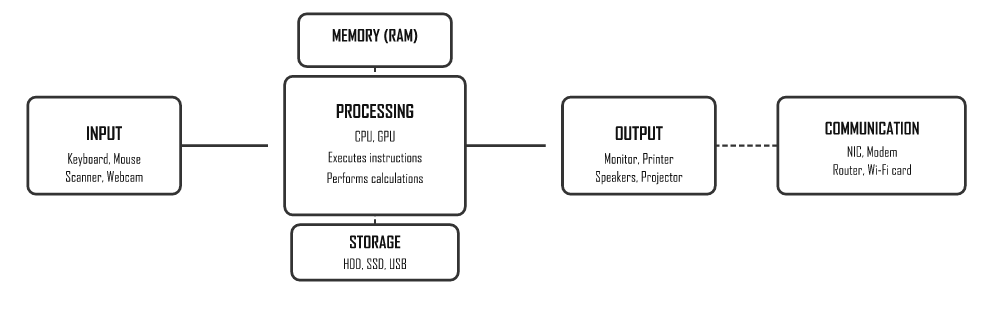 MEMORY (RAM)
INPUT
Keyboard, Mouse
Scanner, Webcam
PROCESSING
CPU, GPU
Executes instructions
Performs calculations
STORAGE
HDD, SSD, USB
OUTPUT
Monitor, Printer
Speakers, Projector
COMMUNICATION
NIC, Modem
Router, Wi-Fi card